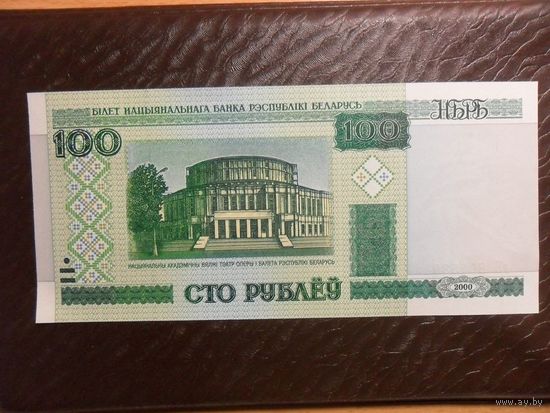 БІЛЕТ НАЦЫЯНАЛЬНАГА БАНКА РЭСПУБЛІКІ БЕЛАРУСЬ
НБРБ
100
100
НАЦЫЯНАЛЬНЫ АКАДЭМІЧНЫ ВЯЛІКІ ТЭАТР ОПЕРЫ І БАЛЕТА РЭСПУБЛІКІ БЕЛАРУСЬ
СТО РУБЛЁЎ
2000
© www.ay.by